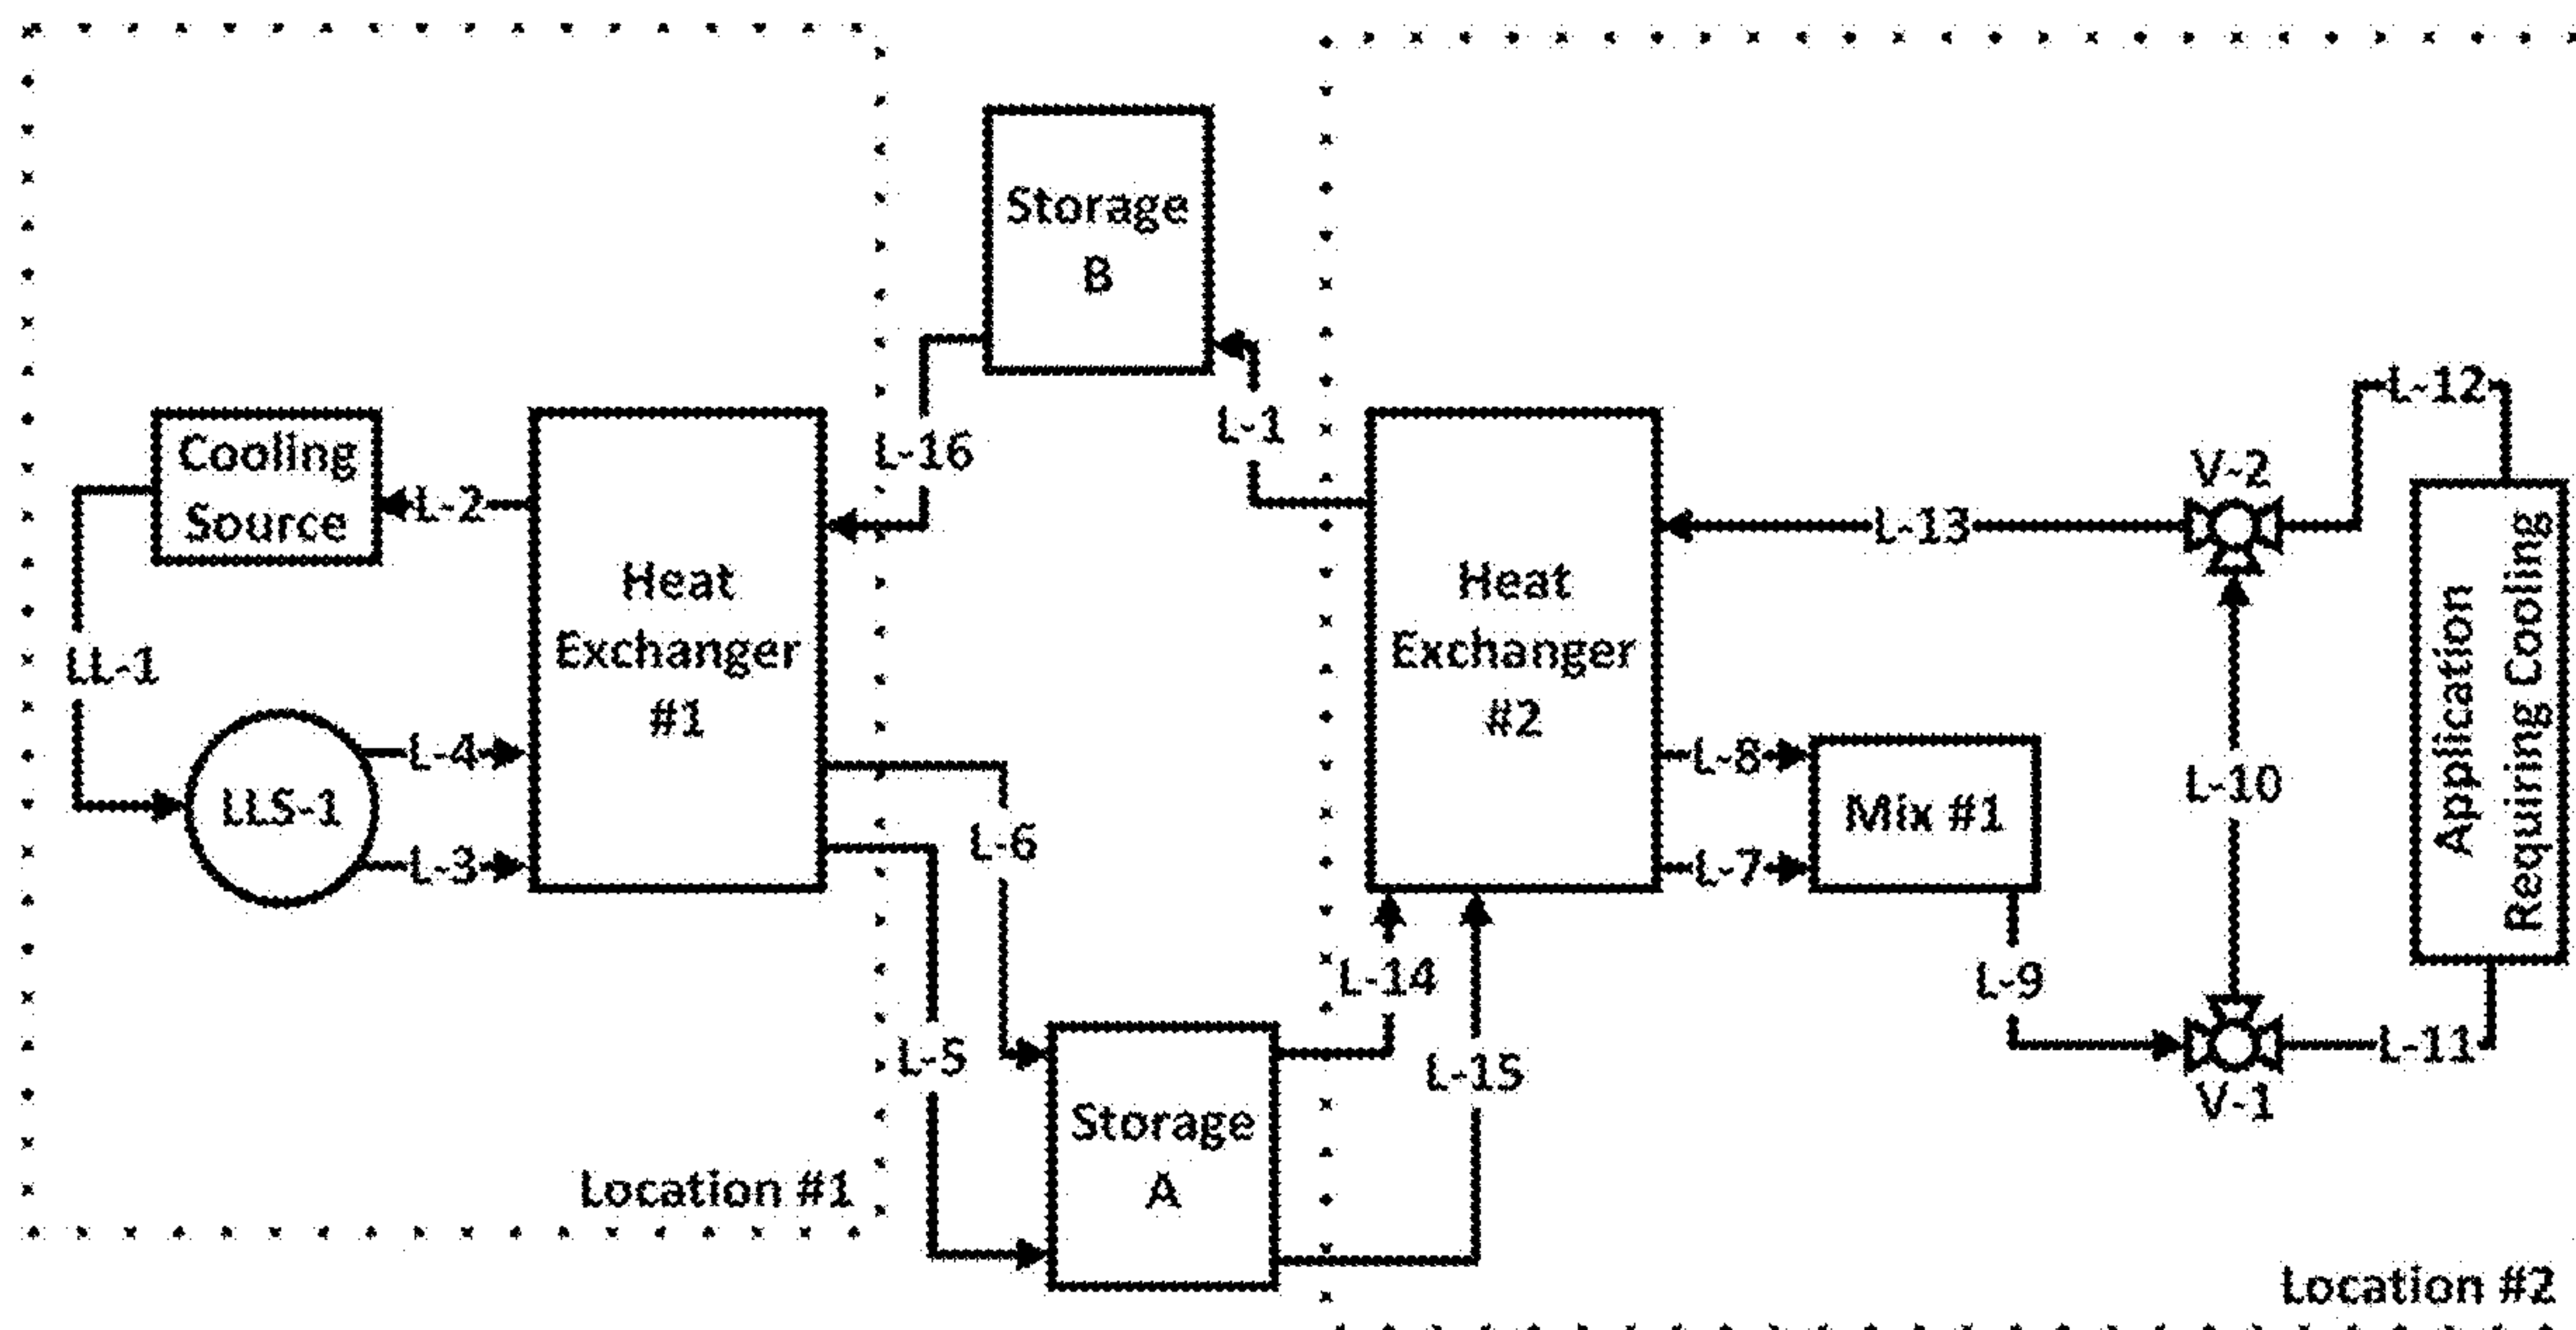 Storage
B
L-12
L-1
L-16
Cooling
Source
L-2
V-2
L-13
Heat
Exchanger
#1
Heat
Exchanger
#2
Application
Requiring Cooling
LL-1
L-4
LLS-1
L-3
L-6
L-8
Mix #1
L-7
L-10
L-14
L-9
L-5
L-15
L-11
V-1
Storage
A
Location #1
Location #2